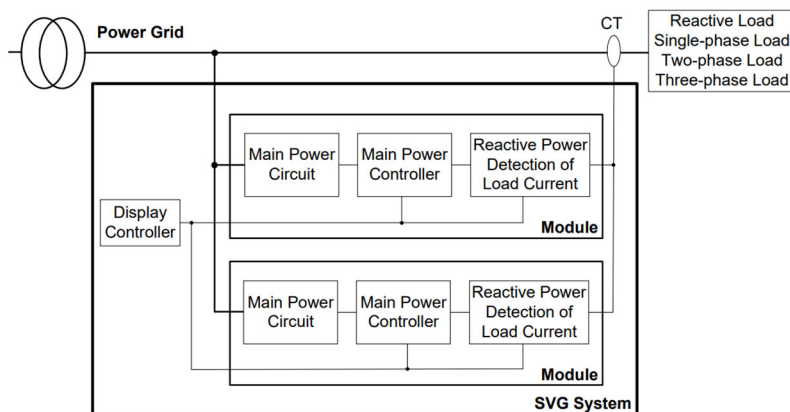 Power Grid
CT
Reactive Load
Single-phase Load
Two-phase Load
Three-phase Load
Main Power
Circuit
Main Power
Controller
Reactive Power
Detection of
Load Current
Module
Display
Controller
Main Power
Circuit
Main Power
Controller
Reactive Power
Detection of
Load Current
Module
SVG System